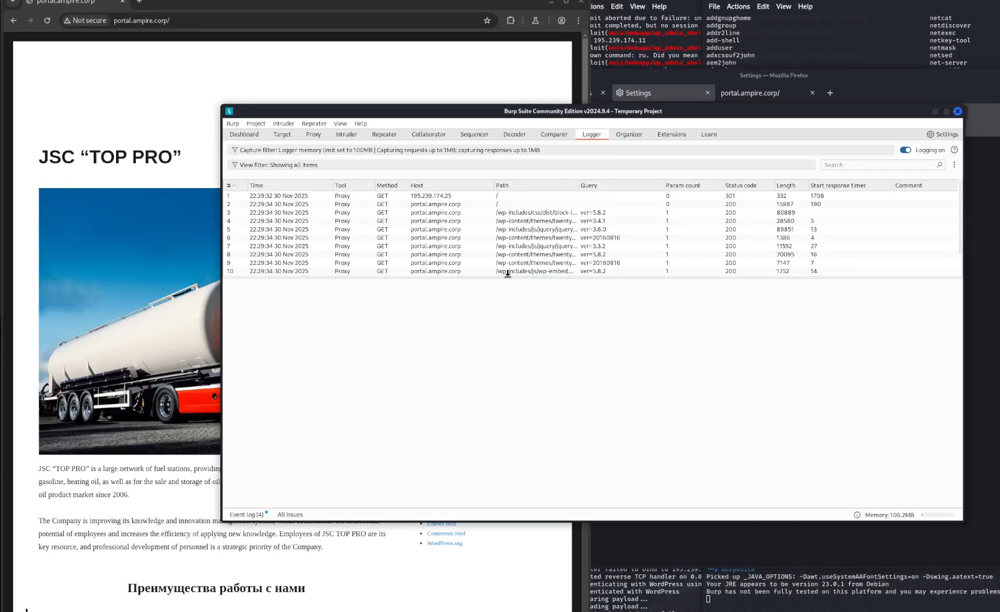 portal.ampire.corp
Not secure portal.ampire.corp/
JSC “TOP PRO”
JSC “TOP PRO” is a large network of fuel stations, providing
gasoline, heating oil, as well as for the sale and storage of oil
oil product market since 2006.
The Company is improving its knowledge and innovation
potential of employees and increases the efficiency of applying new knowledge. Employees of JSC TOP PRO are its
key resource, and professional development of personnel is a strategic priority of the Company.
Entries feed
Comments feed
WordPress.org
Преимущества работы с нами
Edit View Help
oit aborted due to failure: un
oit completed, but no session
loit(unix/webapp/wp_admin_shel
195.239.174.11
loit(unix/webapp/wp_admin_shel
own command: ru. Did you mean
loit(unix/webapp/wp_admin_shel
File Actions Edit View Help
addgnupghome netcat
addgroup netdiscover
addr2line netexec
add-shell netkey-tool
adduser netmask
adxcsouf2john netsed
aem2john net-server
Settings — Mozilla Firefox
Settings
portal.ampire.corp/
Burp Suite Community Edition v2024.9.4 - Temporary Project
Burp Project Intruder Repeater View Help
Dashboard Target Proxy Intruder Repeater Collaborator Sequencer Decoder Comparer Logger Organizer Extensions Learn Settings
Capture filter: Logger memory limit set to 100MB | Capturing requests up to 1MB; capturing responses up to 1MB Logging on
View filter: Showing all items Search
# Time Tool Method Host Path Query Param count Status code Length Start response timer Comment
1 22:29:32 30 Nov 2025 Proxy GET 195.239.174.25 / 0 301 332 1708
2 22:29:34 30 Nov 2025 Proxy GET portal.ampire.corp / 0 200 15987 190
3 22:29:34 30 Nov 2025 Proxy GET portal.ampire.corp /wp-includes/css/dist/block-l... ver=5.8.2 1 200 80889
4 22:29:34 30 Nov 2025 Proxy GET portal.ampire.corp /wp-content/themes/twenty... ver=3.4.1 1 200 28580 5
5 22:29:34 30 Nov 2025 Proxy GET portal.ampire.corp /wp-includes/js/jquery/jquery... ver=3.6.0 1 200 89851 13
6 22:29:34 30 Nov 2025 Proxy GET portal.ampire.corp /wp-content/themes/twenty... ver=20160816 1 200 1386 4
7 22:29:34 30 Nov 2025 Proxy GET portal.ampire.corp /wp-includes/js/jquery/jquery... ver=3.3.2 1 200 11552 27
8 22:29:34 30 Nov 2025 Proxy GET portal.ampire.corp /wp-content/themes/twenty... ver=5.8.2 1 200 70095 16
9 22:29:34 30 Nov 2025 Proxy GET portal.ampire.corp /wp-content/themes/twenty... ver=20160816 1 200 7147 7
10 22:29:34 30 Nov 2025 Proxy GET portal.ampire.corp /wp-includes/js/wp-embed.... ver=5.8.2 1 200 1752 14
Event log (4) All issues Memory: 106.2MB
ler failed to bind to 195.239.
ted reverse TCP handler on 0.0
enticating with WordPress usin
enticated with WordPress
aring payload...
ading payload...
$ burpsuite
Picked up _JAVA_OPTIONS: -Dawt.useSystemAAFontSettings=on -Dswing.aatext=true
Your JRE appears to be version 23.0.1 from Debian
Burp has not been fully tested on this platform and you may experience problems